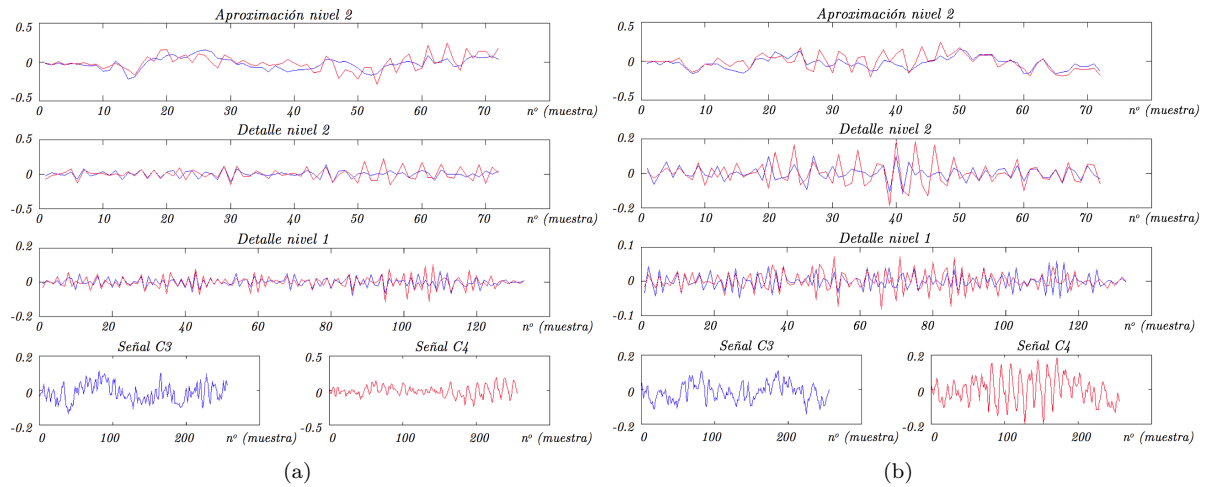 Aproximación nivel 2
0.5
0
-0.5
0 10 20 30 40 50 60 70 nº (muestra)
Detalle nivel 2
0.5
0
-0.5
0 10 20 30 40 50 60 70 nº (muestra)
Detalle nivel 1
0.2
0
-0.2
0 20 40 60 80 100 120 nº (muestra)
Señal C3
0.2
0
-0.2
0 100 200 nº (muestra)
Señal C4
0.5
0
-0.5
0 100 200 nº (muestra)
(a)
Aproximación nivel 2
0.5
0
-0.5
0 10 20 30 40 50 60 70 nº (muestra)
Detalle nivel 2
0.2
0
-0.2
0 10 20 30 40 50 60 70 nº (muestra)
Detalle nivel 1
0.1
0
-0.1
0 20 40 60 80 100 120 nº (muestra)
Señal C3
0.2
0
-0.2
0 100 200 nº (muestra)
Señal C4
0.2
0
-0.2
0 100 200 nº (muestra)
(b)